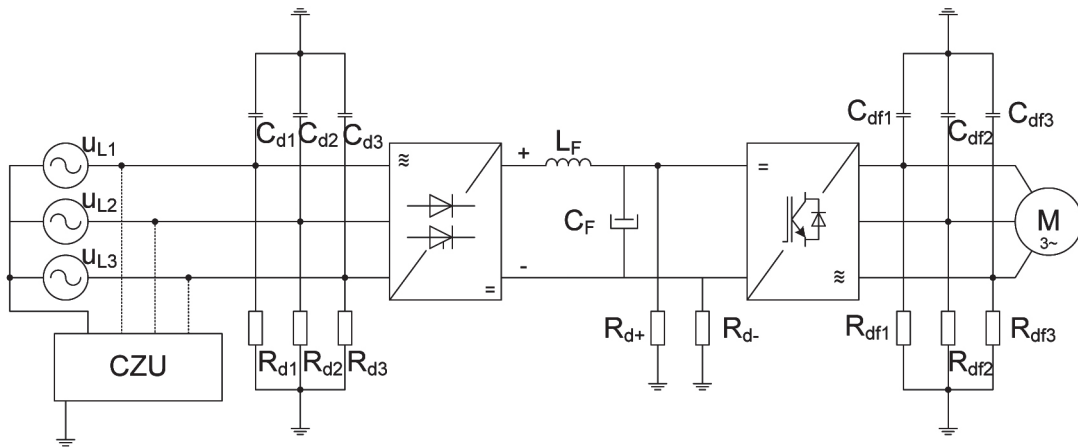 C_df1
C_df3
C_d1
C_d2
C_d3
C_df2
u_L1
L_F
+
≋
=
u_L2
C_F
M
3~
u_L3
-
=
≋
R_d+
R_d-
R_df1
R_df3
CZU
R_d1
R_d2
R_d3
R_df2